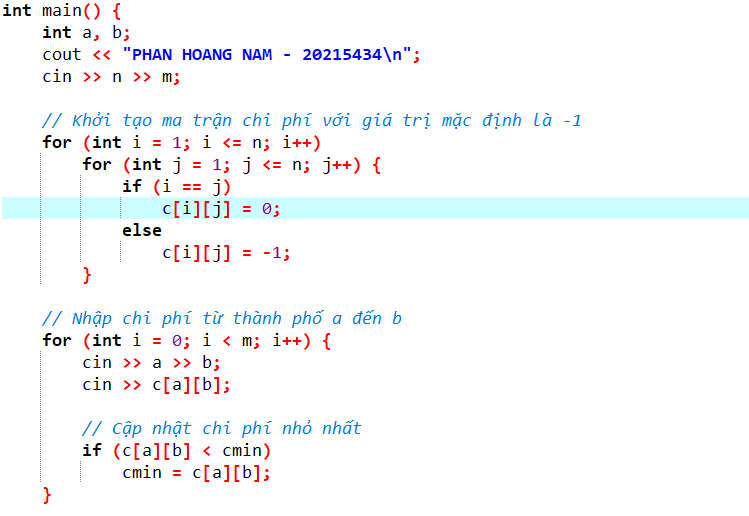 int main() {
    int a, b;
    cout << "PHAN HOANG NAM - 20215434\n";
    cin >> n >> m;
    // Khởi tạo ma trận chi phí với giá trị mặc định là -1
    for (int i = 1; i <= n; i++)
        for (int j = 1; j <= n; j++) {
            if (i == j)
                c[i][j] = 0;
            else
                c[i][j] = -1;
        }
    // Nhập chi phí từ thành phố a đến b
    for (int i = 0; i < m; i++) {
        cin >> a >> b;
        cin >> c[a][b];
        // Cập nhật chi phí nhỏ nhất
        if (c[a][b] < cmin)
            cmin = c[a][b];
    }